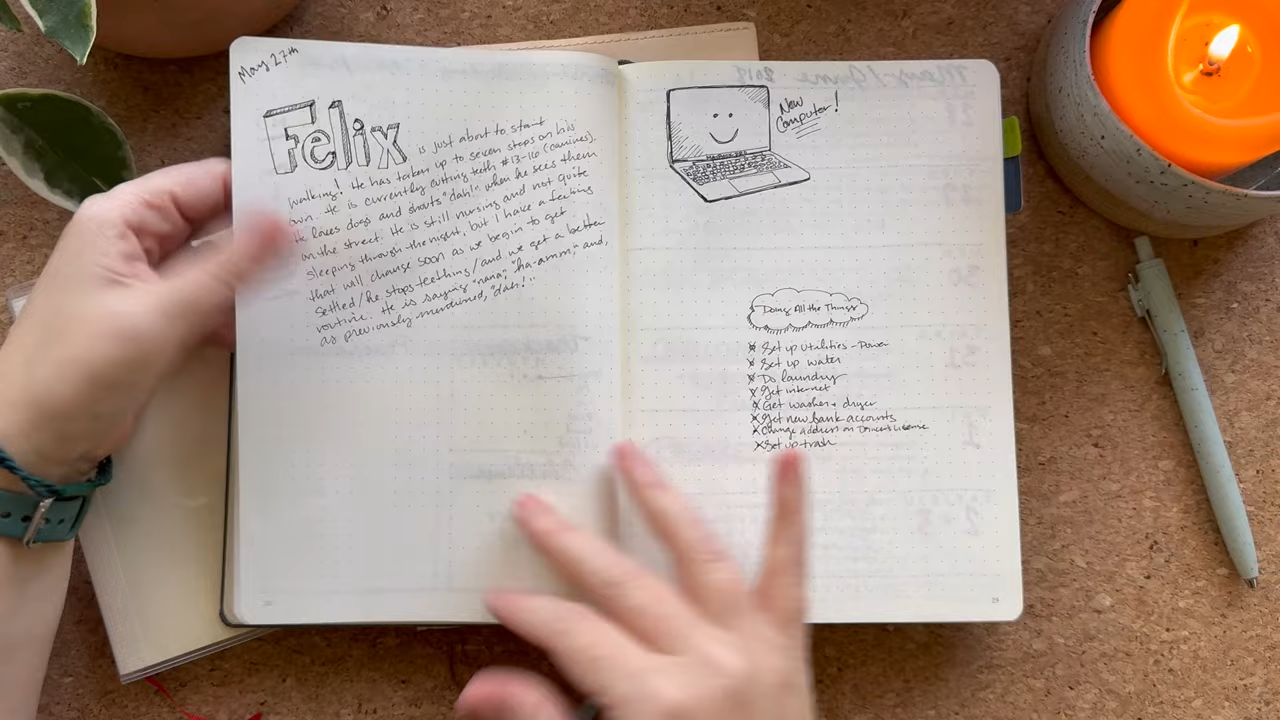 May 27th
Felix is just about to start
walking! He has taken up to seven steps on his
own. He is currently cutting teeth #13-16 (canines).
He loves dogs and shouts "dah!" when he sees them
on the street. He is still nursing and not quite
sleeping through the night, but I have a feeling
that will change soon as we begin to get
settled/he stops teething/and we get a better
routine. He is saying "nana", "ha-amm", and,
as previously mentioned, "dah!".
New
Computer!
Doing All the Things
x Set up utilities - Power
x Set up water
x Do laundry
x Get internet
x Get washer + dryer
x Get new bank accounts
x Change address on Driver's License
x Set up trash
29